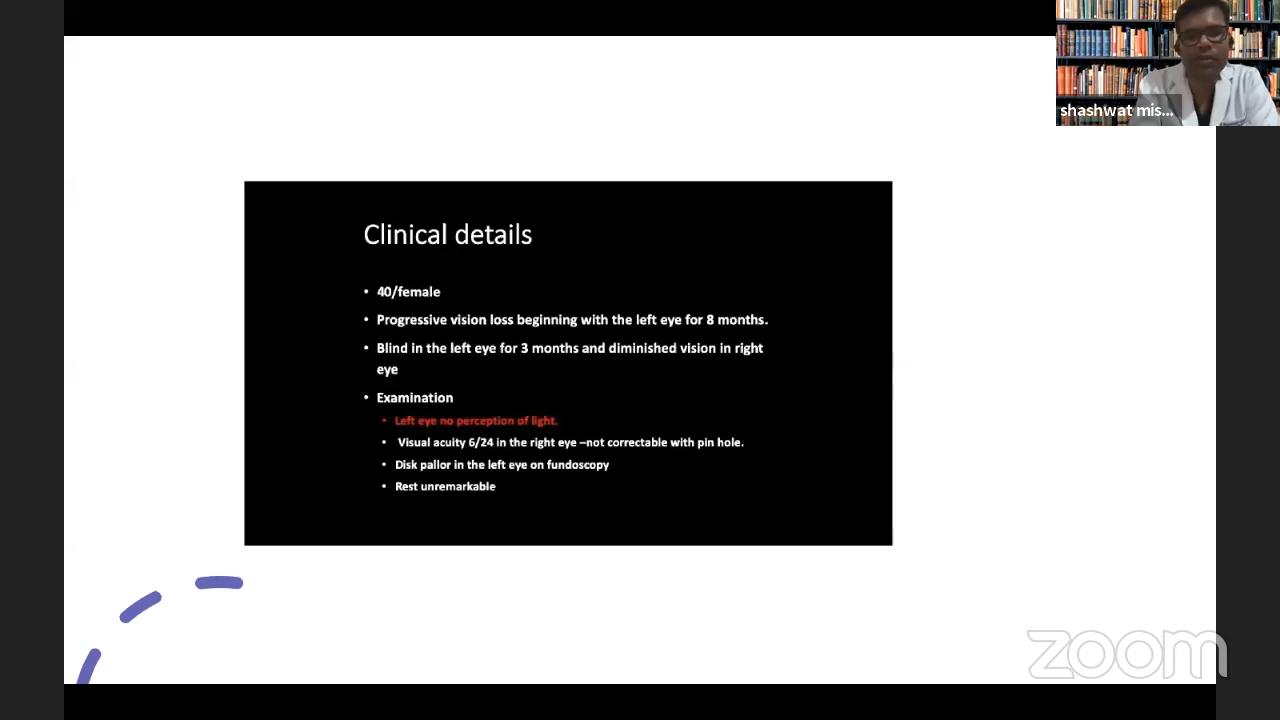 shashwat mis...
Clinical details
• 40/female
• Progressive vision loss beginning with the left eye for 8 months.
• Blind in the left eye for 3 months and diminished vision in right
eye
• Examination
• Left eye no perception of light.
• Visual acuity 6/24 in the right eye –not correctable with pin hole.
• Disk pallor in the left eye on fundoscopy
• Rest unremarkable
zoom